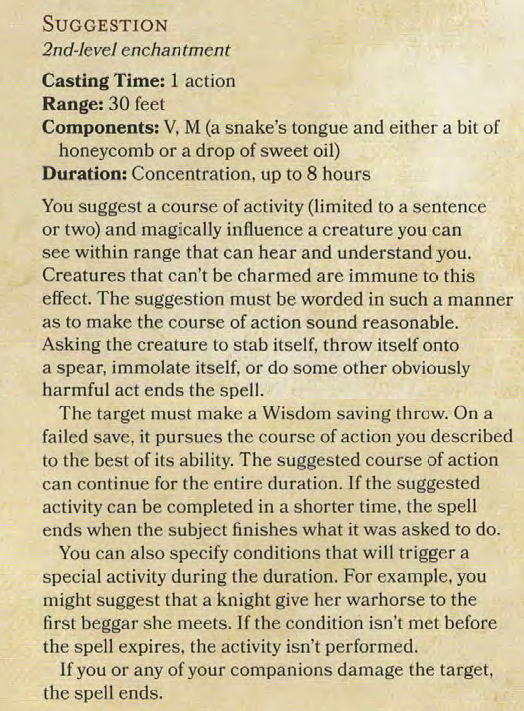 SUGGESTION
2nd-level enchantment
Casting Time: 1 action
Range: 30 feet
Components: V, M (a snake's tongue and either a bit of
honeycomb or a drop of sweet oil)
Duration: Concentration, up to 8 hours
You suggest a course of activity (limited to a sentence
or two) and magically influence a creature you can
see within range that can hear and understand you.
Creatures that can't be charmed are immune to this
effect. The suggestion must be worded in such a manner
as to make the course of action sound reasonable.
Asking the creature to stab itself, throw itself onto
a spear, immolate itself, or do some other obviously
harmful act ends the spell.
The target must make a Wisdom saving throw. On a
failed save, it pursues the course of action you described
to the best of its ability. The suggested course of action
can continue for the entire duration. If the suggested
activity can be completed in a shorter time, the spell
ends when the subject finishes what it was asked to do.
You can also specify conditions that will trigger a
special activity during the duration. For example, you
might suggest that a knight give her warhorse to the
first beggar she meets. If the condition isn't met before
the spell expires, the activity isn't performed.
If you or any of your companions damage the target,
the spell ends.